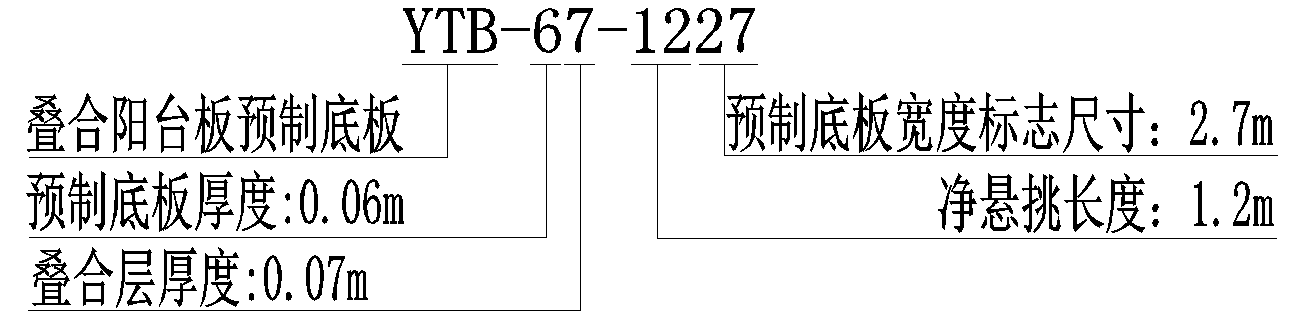 YTB-67-1227
叠合阳台板预制底板
预制底板宽度标志尺寸：2.7m
预制底板厚度:0.06m
净悬挑长度：1.2m
叠合层厚度:0.07m